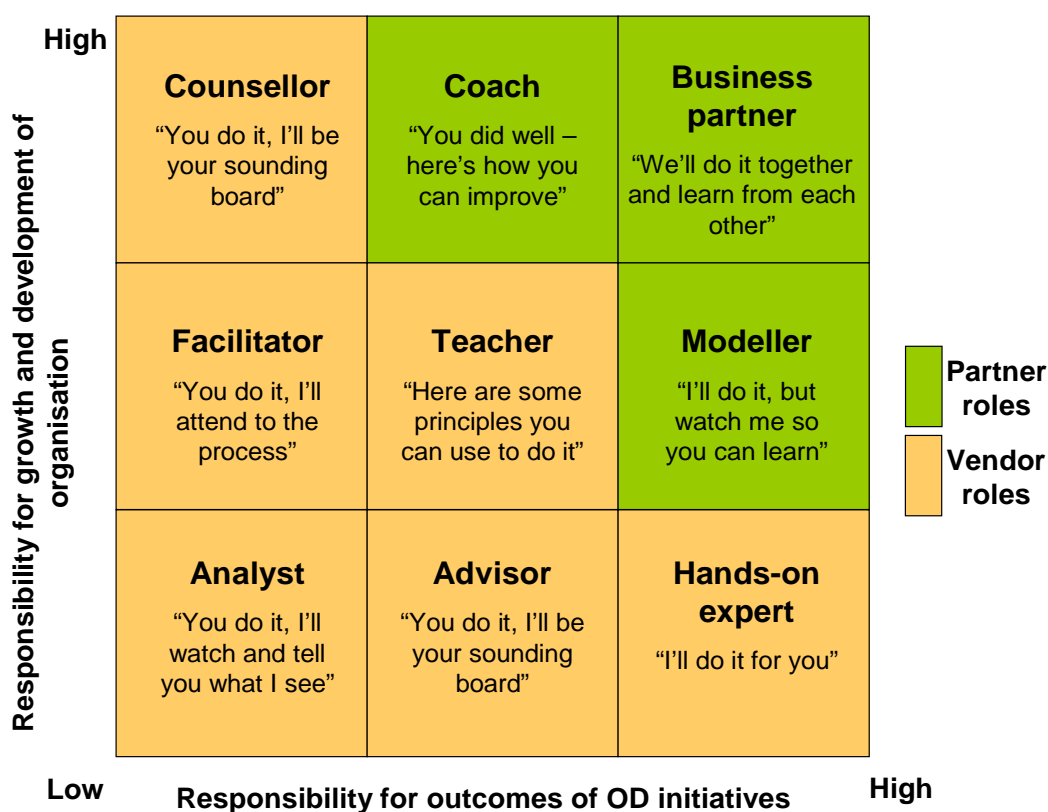 High
Responsibility for growth and development of
organisation
Counsellor
“You do it, I’ll be
your sounding
board”
Coach
“You did well –
here’s how you
can improve”
Business
partner
“We’ll do it together
and learn from each
other”
Facilitator
“You do it, I’ll
attend to the
process”
Teacher
“Here are some
principles you
can use to do it”
Modeller
“I’ll do it, but
watch me so
you can learn”
Partner
roles
Vendor
roles
Analyst
“You do it, I’ll
watch and tell
you what I see”
Advisor
“You do it, I’ll be
your sounding
board”
Hands-on
expert
“I’ll do it for you”
Low
Responsibility for outcomes of OD initiatives
High